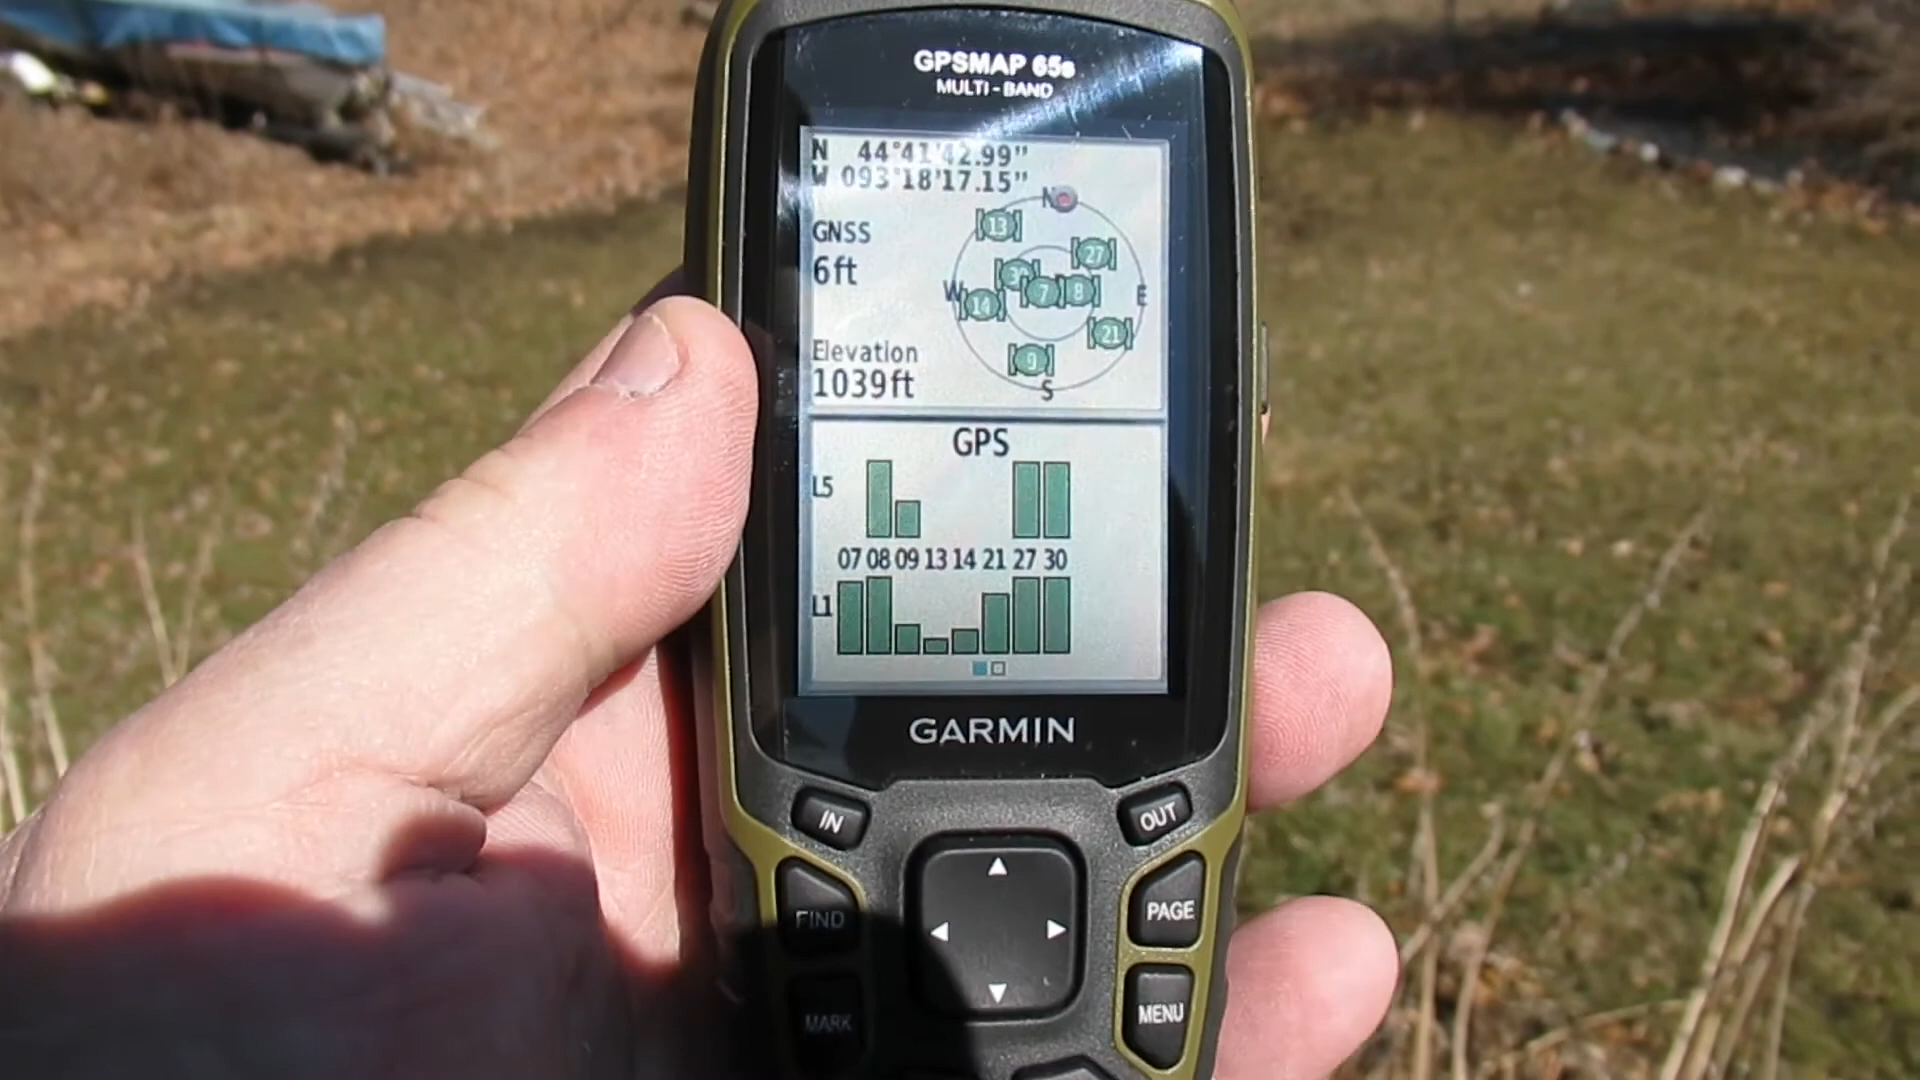 GPSMAP 65s
MULTI-BAND
N 44°41'42.99"
W 093°18'17.15"
N
13
GNSS
27
6ft
30
W
14
7
8
E
21
Elevation
9
1039ft
S
GPS
L5
07 08 09 13 14 21 27 30
L1
GARMIN
IN
OUT
FIND
PAGE
MARK
MENU